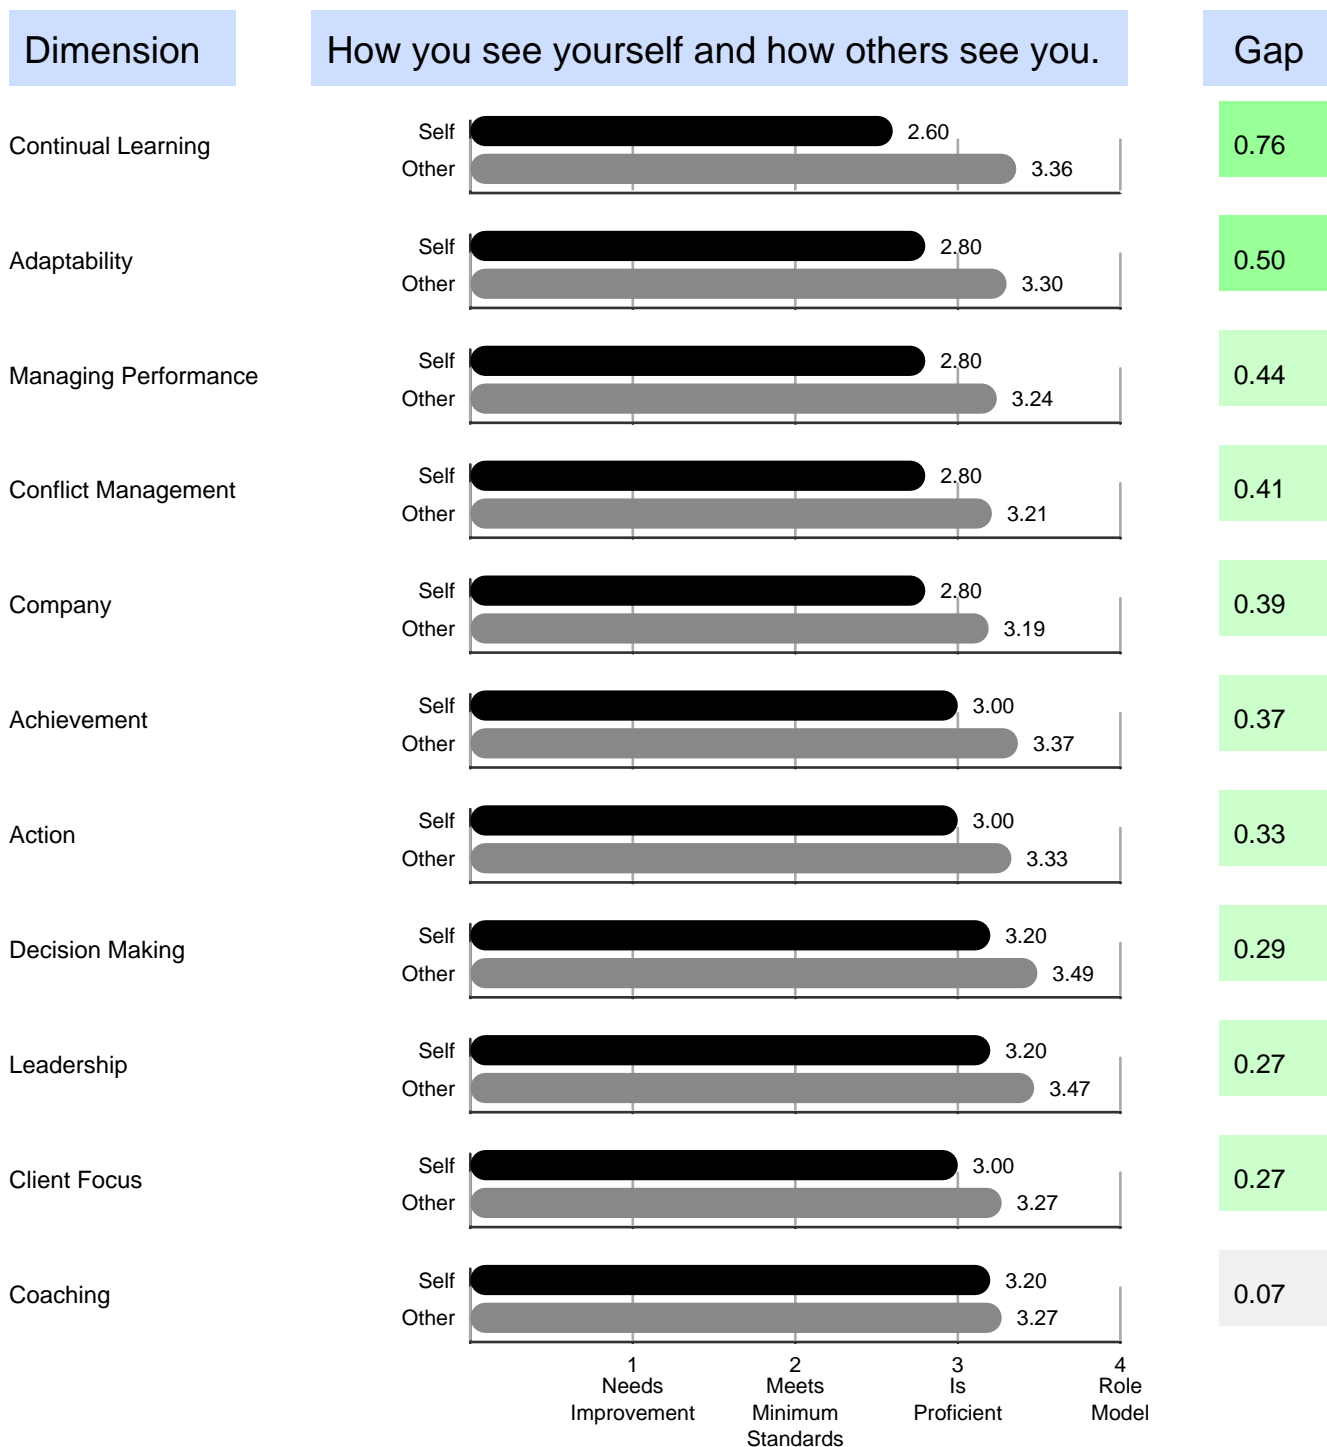 Dimension
How you see yourself and how others see you.
Gap
Continual Learning
Self
2.60
Other
3.36
0.76
Adaptability
Self
2.80
Other
3.30
0.50
Managing Performance
Self
2.80
Other
3.24
0.44
Conflict Management
Self
2.80
Other
3.21
0.41
Company
Self
2.80
Other
3.19
0.39
Achievement
Self
3.00
Other
3.37
0.37
Action
Self
3.00
Other
3.33
0.33
Decision Making
Self
3.20
Other
3.49
0.29
Leadership
Self
3.20
Other
3.47
0.27
Client Focus
Self
3.00
Other
3.27
0.27
Coaching
Self
3.20
Other
3.27
0.07
1
Needs
Improvement
2
Meets
Minimum
Standards
3
Is
Proficient
4
Role
Model